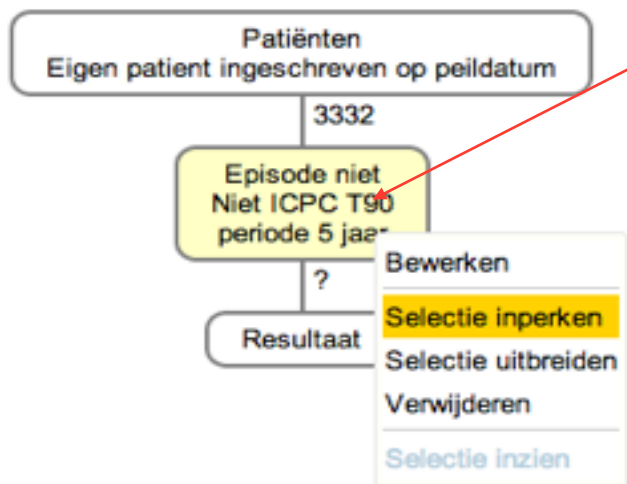 Patiënten
Eigen patient ingeschreven op peildatum
3332
Episode niet
Niet ICPC T90
periode 5 jaar
?
Resultaat
Bewerken
Selectie inperken
Selectie uitbreiden
Verwijderen
Selectie inzien